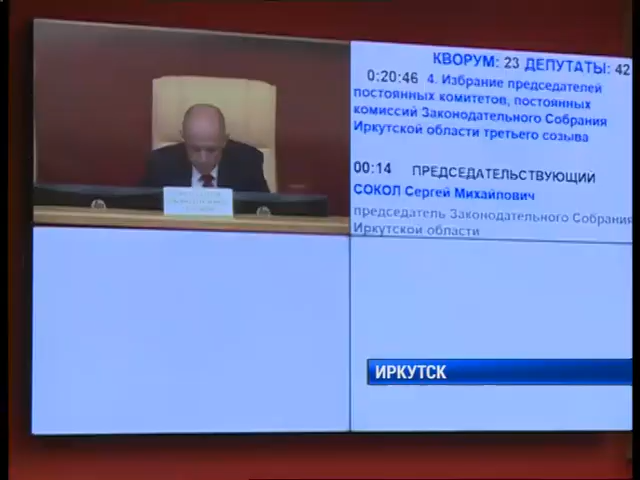 КВОРУМ: 23 ДЕПУТАТЫ: 42
0:20:46 4. Избрание председателей
постоянных комитетов, постоянных
комиссий Законодательного Собрания
Иркутской области третьего созыва
00:14 ПРЕДСЕДАТЕЛЬСТВУЮЩИЙ
СОКОЛ Сергей Михайлович
председатель Законодательного Собрания
Иркутской области
ИРКУТСК